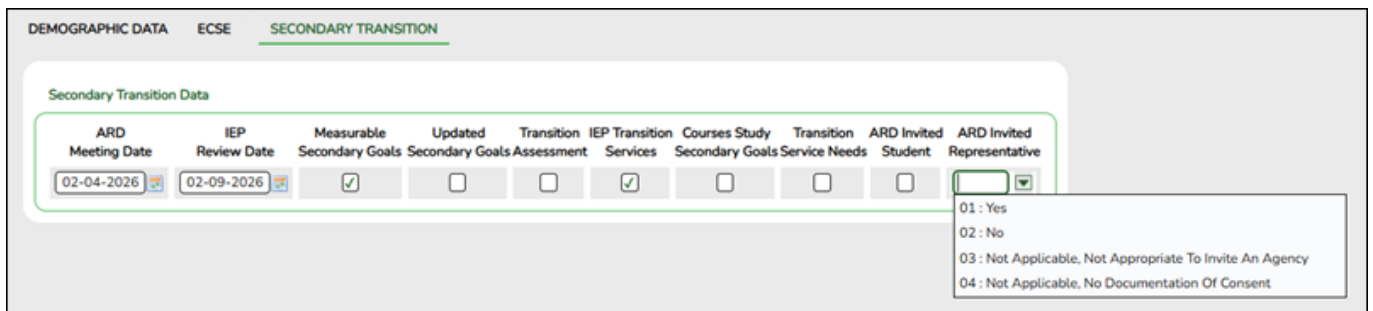 DEMOGRAPHIC DATA ECSE SECONDARY TRANSITION
Secondary Transition Data
ARD IEP Measurable Updated Transition IEP Transition Courses Study Transition ARD Invited ARD Invited
Meeting Date Review Date Secondary Goals Secondary Goals Assessment Services Secondary Goals Service Needs Student Representative
02-04-2026 02-09-2026
01 : Yes
02 : No
03 : Not Applicable, Not Appropriate To Invite An Agency
04 : Not Applicable, No Documentation Of Consent